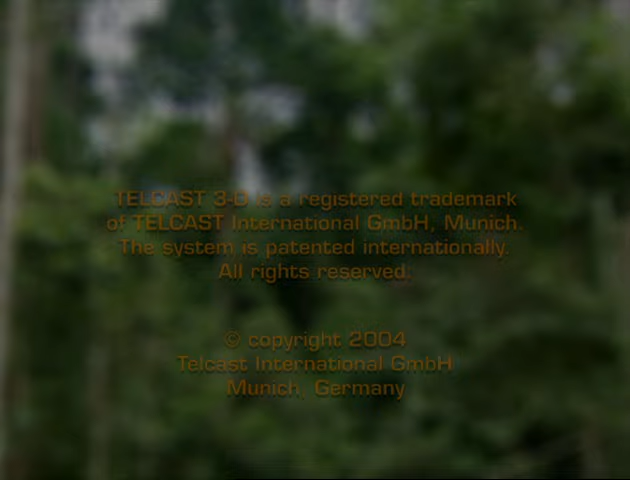 TELCAST 3-D is a registered trademark
of TELCAST International GmbH, Munich.
The system is patented internationally.
All rights reserved.
© copyright 2004
Telcast International GmbH
Munich, Germany